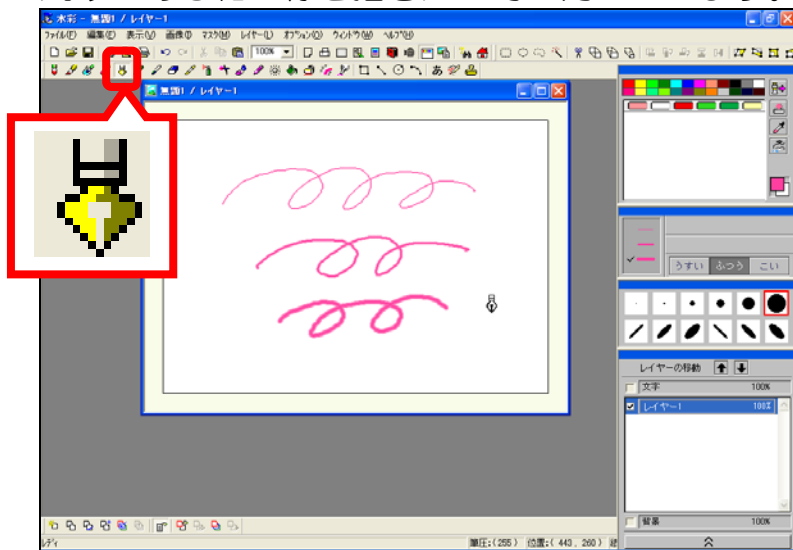 水彩 - 無題1 / レイヤー1
ファイル(F) 編集(E) 表示(V) 画像(I) マスク(M) レイヤー(L) オプション(O) ウィンドウ(W) ヘルプ(H)
100%
あ
無題1 / レイヤー1
うすい ふつう こい
レイヤーの移動
文字 100%
レイヤー1 100%
背景 100%
レディ
筆圧:(255) 位置:( 443, 260)